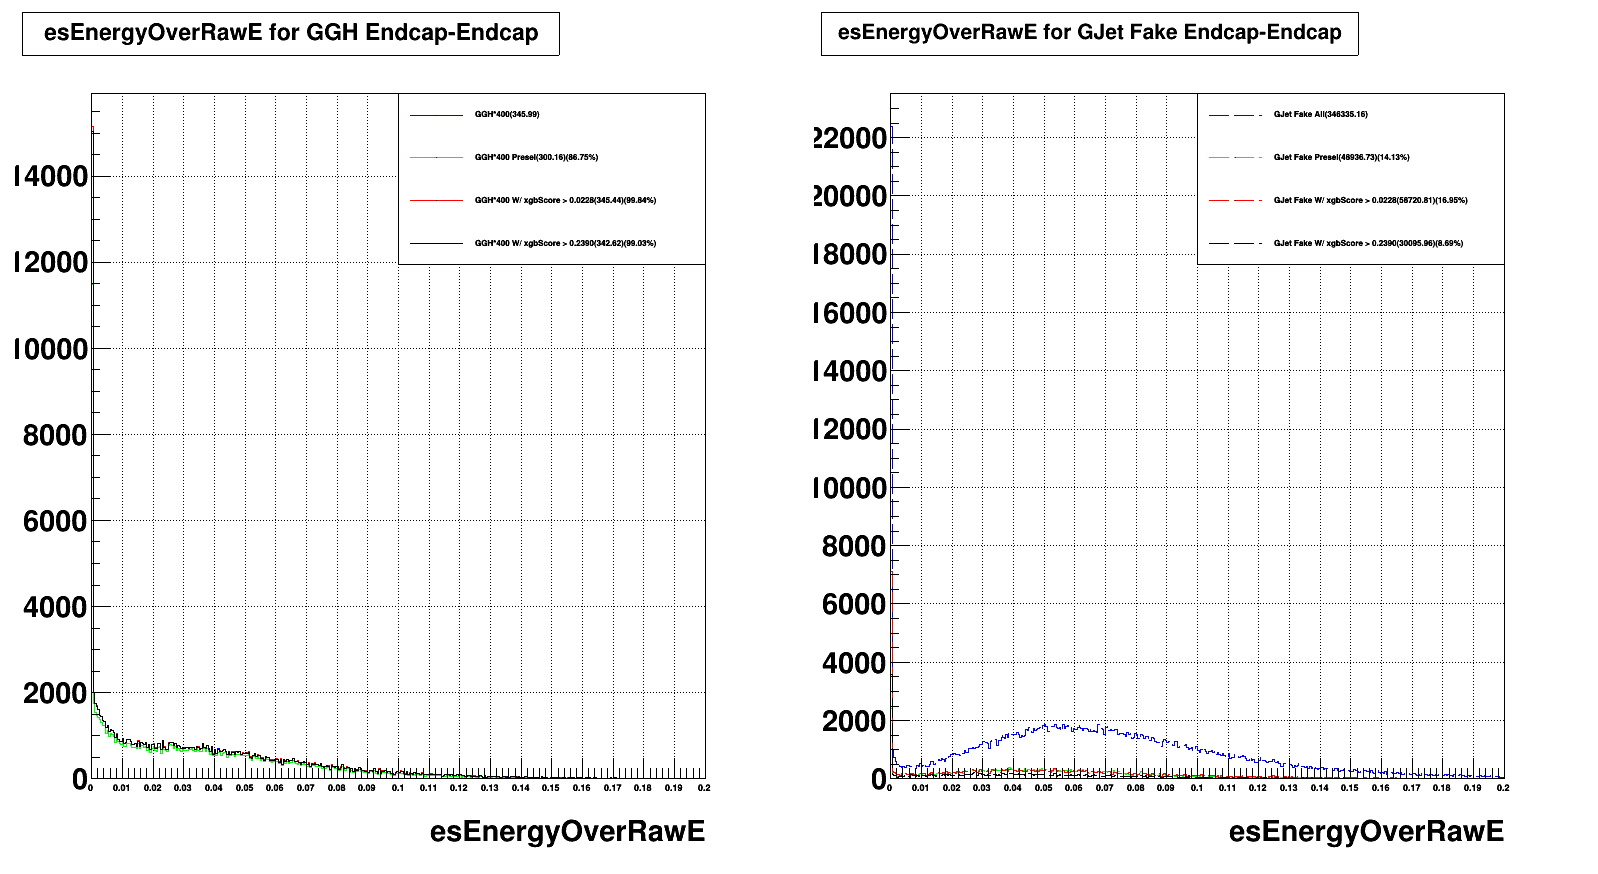 esEnergyOverRawE for GGH Endcap-Endcap
GGH*400(345.99)
GGH*400 Presel(300.16)(86.75%)
GGH*400 W/ xgbScore > 0.0228(345.44)(99.84%)
GGH*400 W/ xgbScore > 0.2390(342.62)(99.03%)
14000
12000
10000
8000
6000
4000
2000
0
0 0.01 0.02 0.03 0.04 0.05 0.06 0.07 0.08 0.09 0.1 0.11 0.12 0.13 0.14 0.15 0.16 0.17 0.18 0.19 0.2
esEnergyOverRawE
esEnergyOverRawE for GJet Fake Endcap-Endcap
GJet Fake All(346335.16)
GJet Fake Presel(48936.73)(14.13%)
GJet Fake W/ xgbScore > 0.0228(58720.81)(16.95%)
GJet Fake W/ xgbScore > 0.2390(30095.96)(8.69%)
22000
20000
18000
16000
14000
12000
10000
8000
6000
4000
2000
0
0 0.01 0.02 0.03 0.04 0.05 0.06 0.07 0.08 0.09 0.1 0.11 0.12 0.13 0.14 0.15 0.16 0.17 0.18 0.19 0.2
esEnergyOverRawE